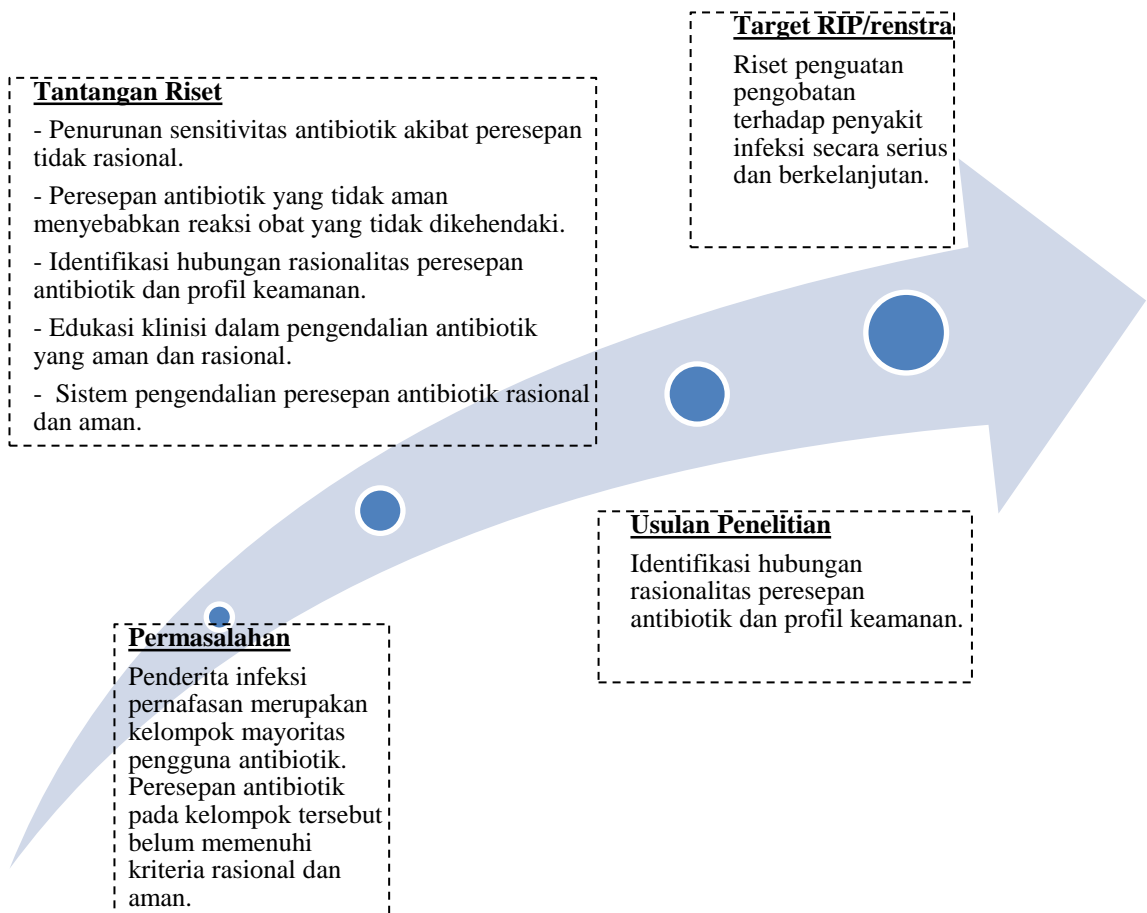 Target RIP/renstra
Riset penguatan
pengobatan
terhadap penyakit
infeksi secara serius
dan berkelanjutan.
Tantangan Riset
- Penurunan sensitivitas antibiotik akibat peresepan
tidak rasional.
- Peresepan antibiotik yang tidak aman
menyebabkan reaksi obat yang tidak dikehendaki.
- Identifikasi hubungan rasionalitas peresepan
antibiotik dan profil keamanan.
- Edukasi klinisi dalam pengendalian antibiotik
yang aman dan rasional.
- Sistem pengendalian peresepan antibiotik rasional
dan aman.
Usulan Penelitian
Identifikasi hubungan
rasionalitas peresepan
antibiotik dan profil keamanan.
Permasalahan
Penderita infeksi
pernafasan merupakan
kelompok mayoritas
pengguna antibiotik.
Peresepan antibiotik
pada kelompok tersebut
belum memenuhi
kriteria rasional dan
aman.